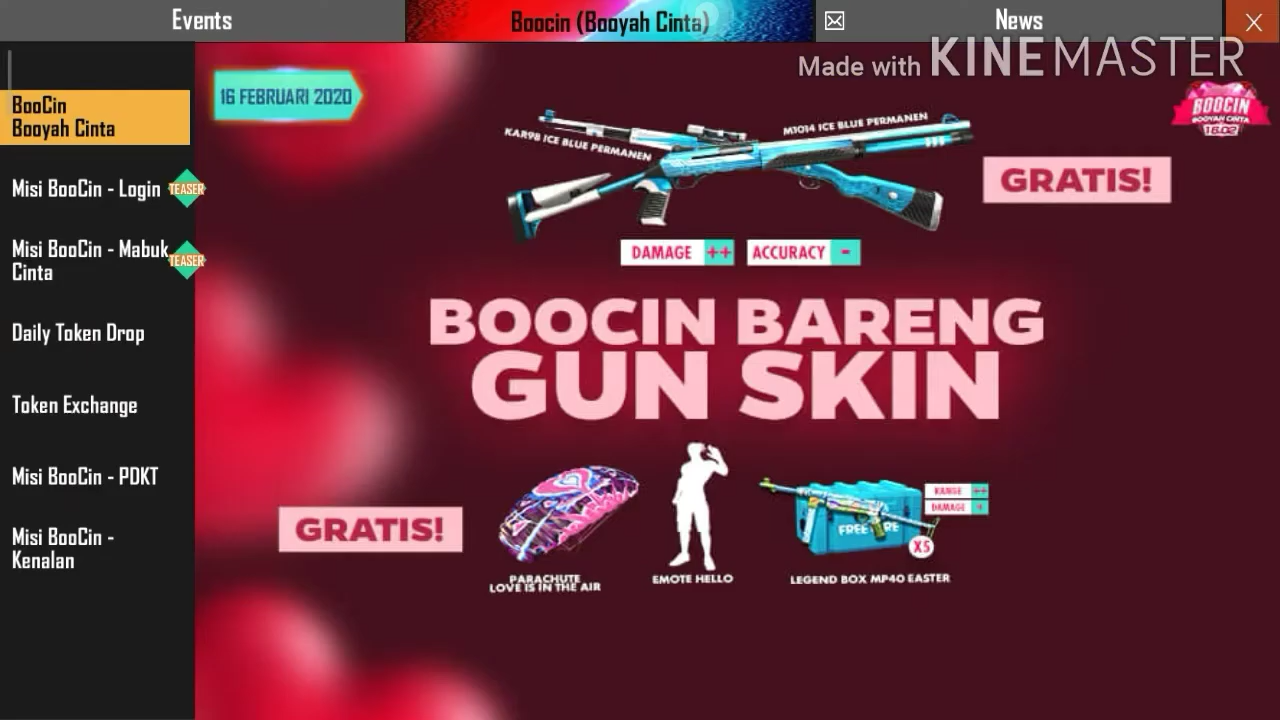 Events
Boocin (Booyah Cinta)
News
Made with KINEMASTER
BooCin
Booyah Cinta
Misi BooCin - Login
TEASER
Misi BooCin - Mabuk
Cinta
TEASER
Daily Token Drop
Token Exchange
Misi BooCin - PDKT
Misi BooCin -
Kenalan
16 FEBRUARI 2020
KAR98 ICE BLUE PERMANEN
M1014 ICE BLUE PERMANEN
BOOCIN
BOOYAH CINTA
16.02
GRATIS!
DAMAGE ++
ACCURACY -
BOOCIN BARENG
GUN SKIN
GRATIS!
PARACHUTE
LOVE IS IN THE AIR
EMOTE HELLO
RANGE ++
DAMAGE +
FREE RE
X5
LEGEND BOX MP40 EASTER